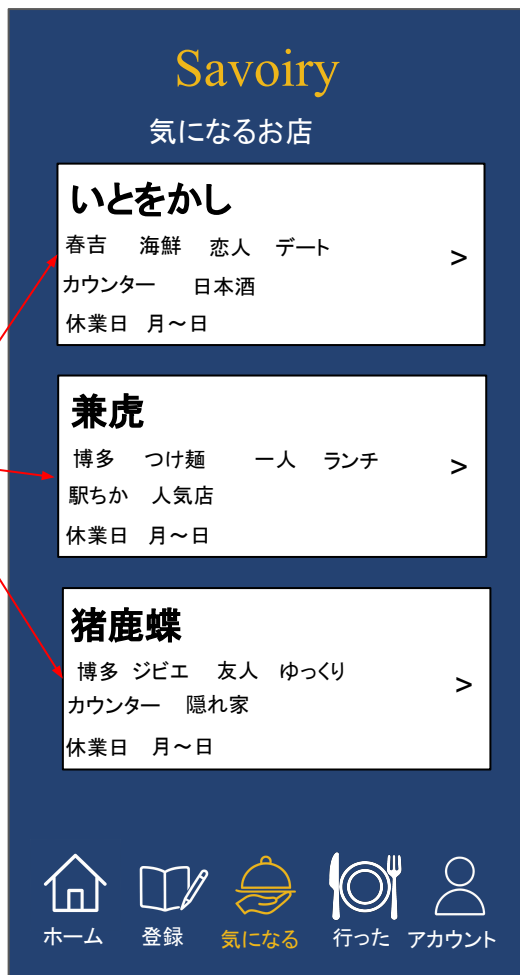 Savoiry
気になるお店
いとをかし
春吉 海鮮 恋人 デート
カウンター 日本酒
休業日 月~日
>
兼虎
博多 つけ麺 一人 ランチ
駅ちか 人気店
休業日 月~日
>
猪鹿蝶
博多 ジビエ 友人 ゆっくり
カウンター 隠れ家
休業日 月~日
>
ホーム 登録 気になる 行った アカウント